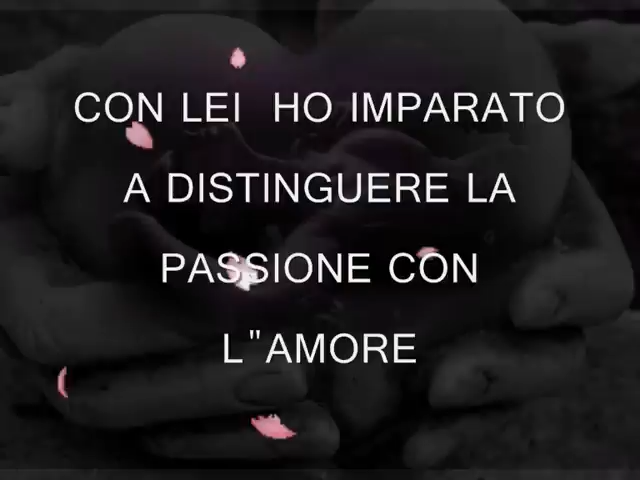 CON LEI HO IMPARATO
A DISTINGUERE LA
PASSIONE CON
L"AMORE